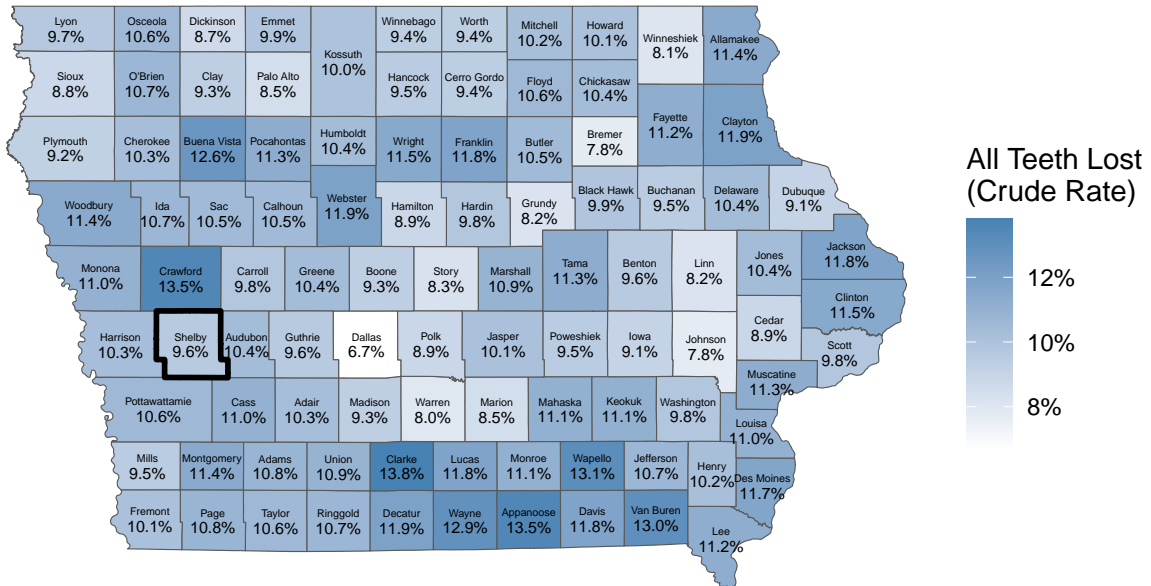 Lyon
9.7%
Osceola
10.6%
Dickinson
8.7%
Emmet
9.9%
Winnebago
9.4%
Worth
9.4%
Mitchell
10.2%
Howard
10.1%
Winneshiek
8.1%
Allamakee
11.4%
Kossuth
10.0%
Sioux
8.8%
O'Brien
10.7%
Clay
9.3%
Palo Alto
8.5%
Hancock
9.5%
Cerro Gordo
9.4%
Floyd
10.6%
Chickasaw
10.4%
Fayette
11.2%
Clayton
11.9%
Plymouth
9.2%
Cherokee
10.3%
Buena Vista
12.6%
Pocahontas
11.3%
Humboldt
10.4%
Wright
11.5%
Franklin
11.8%
Butler
10.5%
Bremer
7.8%
Woodbury
11.4%
Ida
10.7%
Sac
10.5%
Calhoun
10.5%
Webster
11.9%
Hamilton
8.9%
Hardin
9.8%
Grundy
8.2%
Black Hawk
9.9%
Buchanan
9.5%
Delaware
10.4%
Dubuque
9.1%
Monona
11.0%
Crawford
13.5%
Carroll
9.8%
Greene
10.4%
Boone
9.3%
Story
8.3%
Marshall
10.9%
Tama
11.3%
Benton
9.6%
Linn
8.2%
Jones
10.4%
Jackson
11.8%
Clinton
11.5%
Harrison
10.3%
Shelby
9.6%
Audubon
10.4%
Guthrie
9.6%
Dallas
6.7%
Polk
8.9%
Jasper
10.1%
Poweshiek
9.5%
Iowa
9.1%
Johnson
7.8%
Cedar
8.9%
Scott
9.8%
Muscatine
11.3%
Pottawattamie
10.6%
Cass
11.0%
Adair
10.3%
Madison
9.3%
Warren
8.0%
Marion
8.5%
Mahaska
11.1%
Keokuk
11.1%
Washington
9.8%
Louisa
11.0%
Mills
9.5%
Montgomery
11.4%
Adams
10.8%
Union
10.9%
Clarke
13.8%
Lucas
11.8%
Monroe
11.1%
Wapello
13.1%
Jefferson
10.7%
Henry
10.2%
Des Moines
11.7%
Fremont
10.1%
Page
10.8%
Taylor
10.6%
Ringgold
10.7%
Decatur
11.9%
Wayne
12.9%
Appanoose
13.5%
Davis
11.8%
Van Buren
13.0%
Lee
11.2%
All Teeth Lost
(Crude Rate)
12%
10%
8%